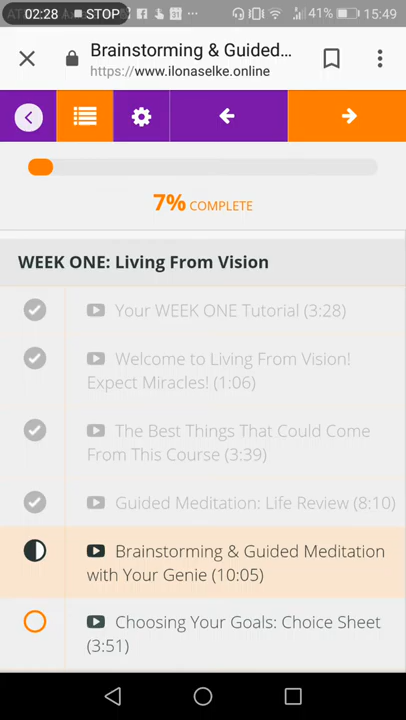 02:28 STOP 31 ... 41% 15:49
Brainstorming & Guided...
https://www.ilonaselke.online
7% COMPLETE
WEEK ONE: Living From Vision
Your WEEK ONE Tutorial (3:28)
Welcome to Living From Vision!
Expect Miracles! (1:06)
The Best Things That Could Come
From This Course (3:39)
Guided Meditation: Life Review (8:10)
Brainstorming & Guided Meditation
with Your Genie (10:05)
Choosing Your Goals: Choice Sheet
(3:51)